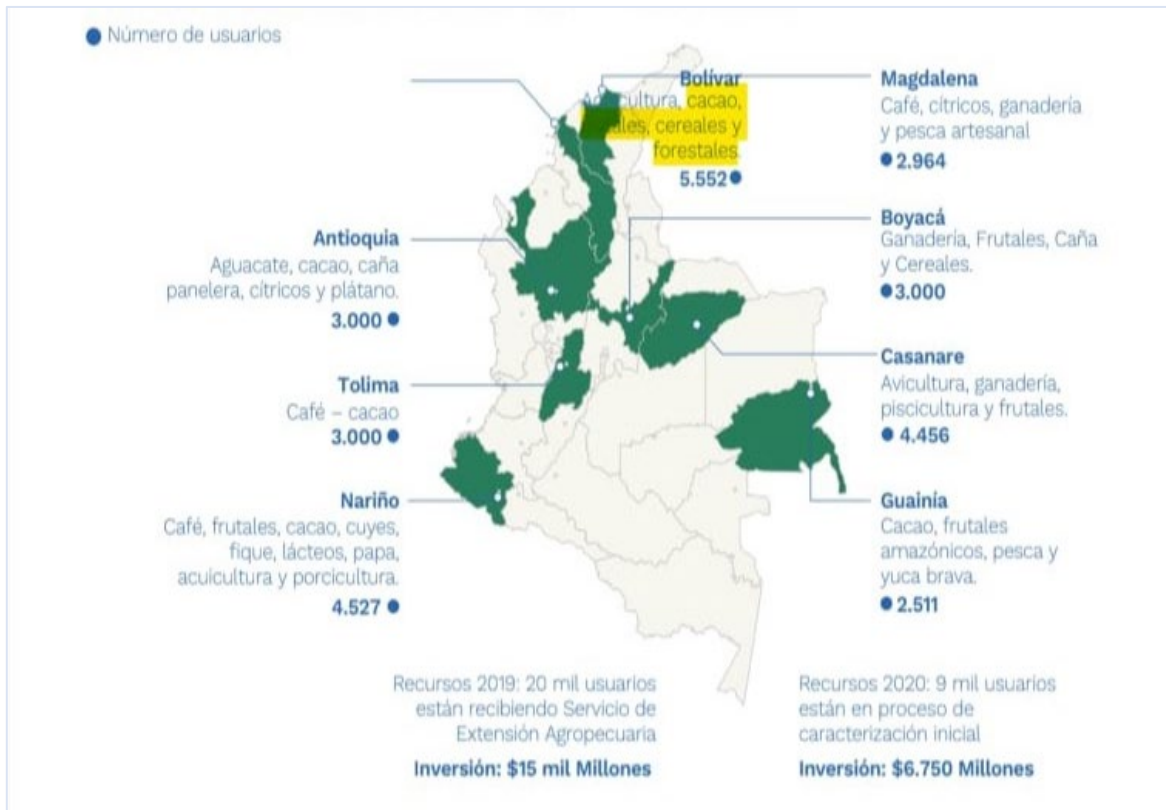 Número de usuarios
Bolívar
cacao,
cereales y
forestales.
5.552
Magdalena
Café, cítricos, ganadería
y pesca artesanal
2.964
Antioquia
Aguacate, cacao, caña
panelera, cítricos y plátano.
3.000
Boyacá
Ganadería, Frutales, Caña
y Cereales.
3.000
Tolima
Café – cacao
3.000
Casanare
Avicultura, ganadería,
piscicultura y frutales.
4.456
Nariño
Café, frutales, cacao, cuyes,
fique, lácteos, papa,
acuicultura y porcicultura.
4.527
Guainía
Cacao, frutales
amazónicos, pesca y
yuca brava.
2.511
Recursos 2019: 20 mil usuarios
están recibiendo Servicio de
Extensión Agropecuaria
Inversión: $15 mil Millones
Recursos 2020: 9 mil usuarios
están en proceso de
caracterización inicial
Inversión: $6.750 Millones